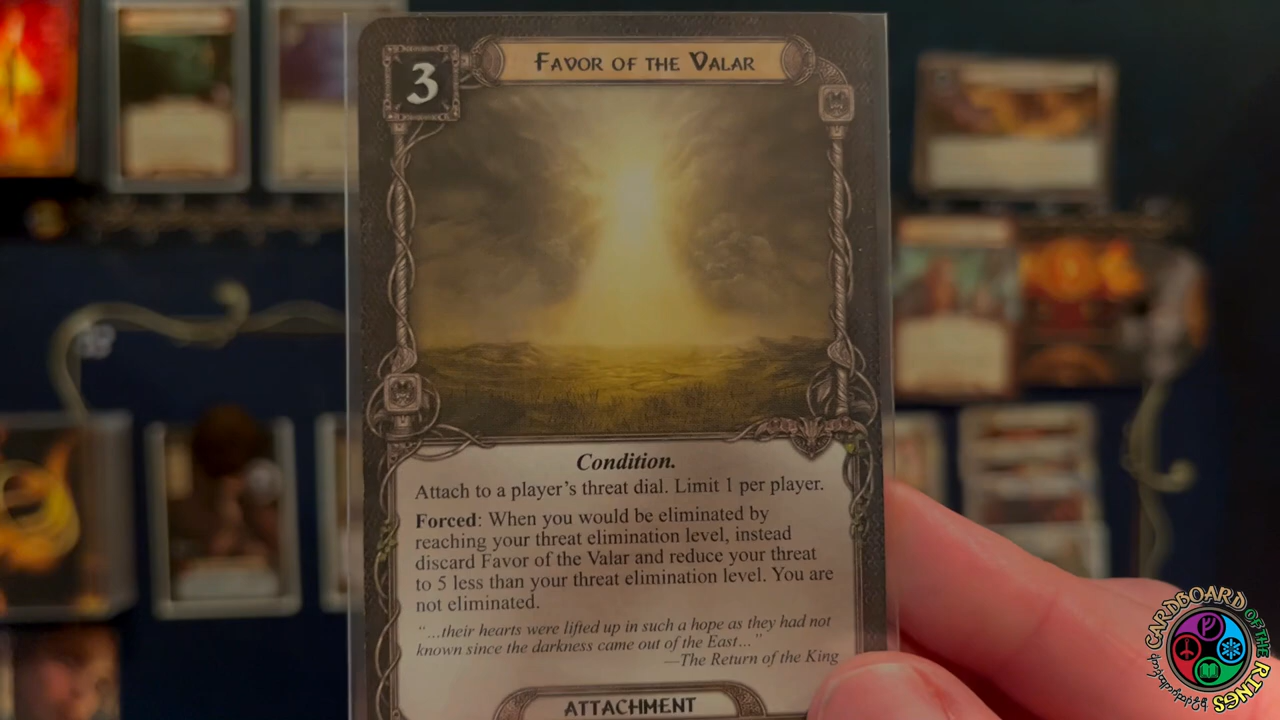 3
FAVOR OF THE VALAR
Condition.
Attach to a player's threat dial. Limit 1 per player.
Forced: When you would be eliminated by
reaching your threat elimination level, instead
discard Favor of the Valar and reduce your threat
to 5 less than your threat elimination level. You are
not eliminated.
"…their hearts were lifted up in such a hope as they had not
known since the darkness came out of the East…"
—The Return of the King
ATTACHMENT
CARDBOARD OF THE RINGS